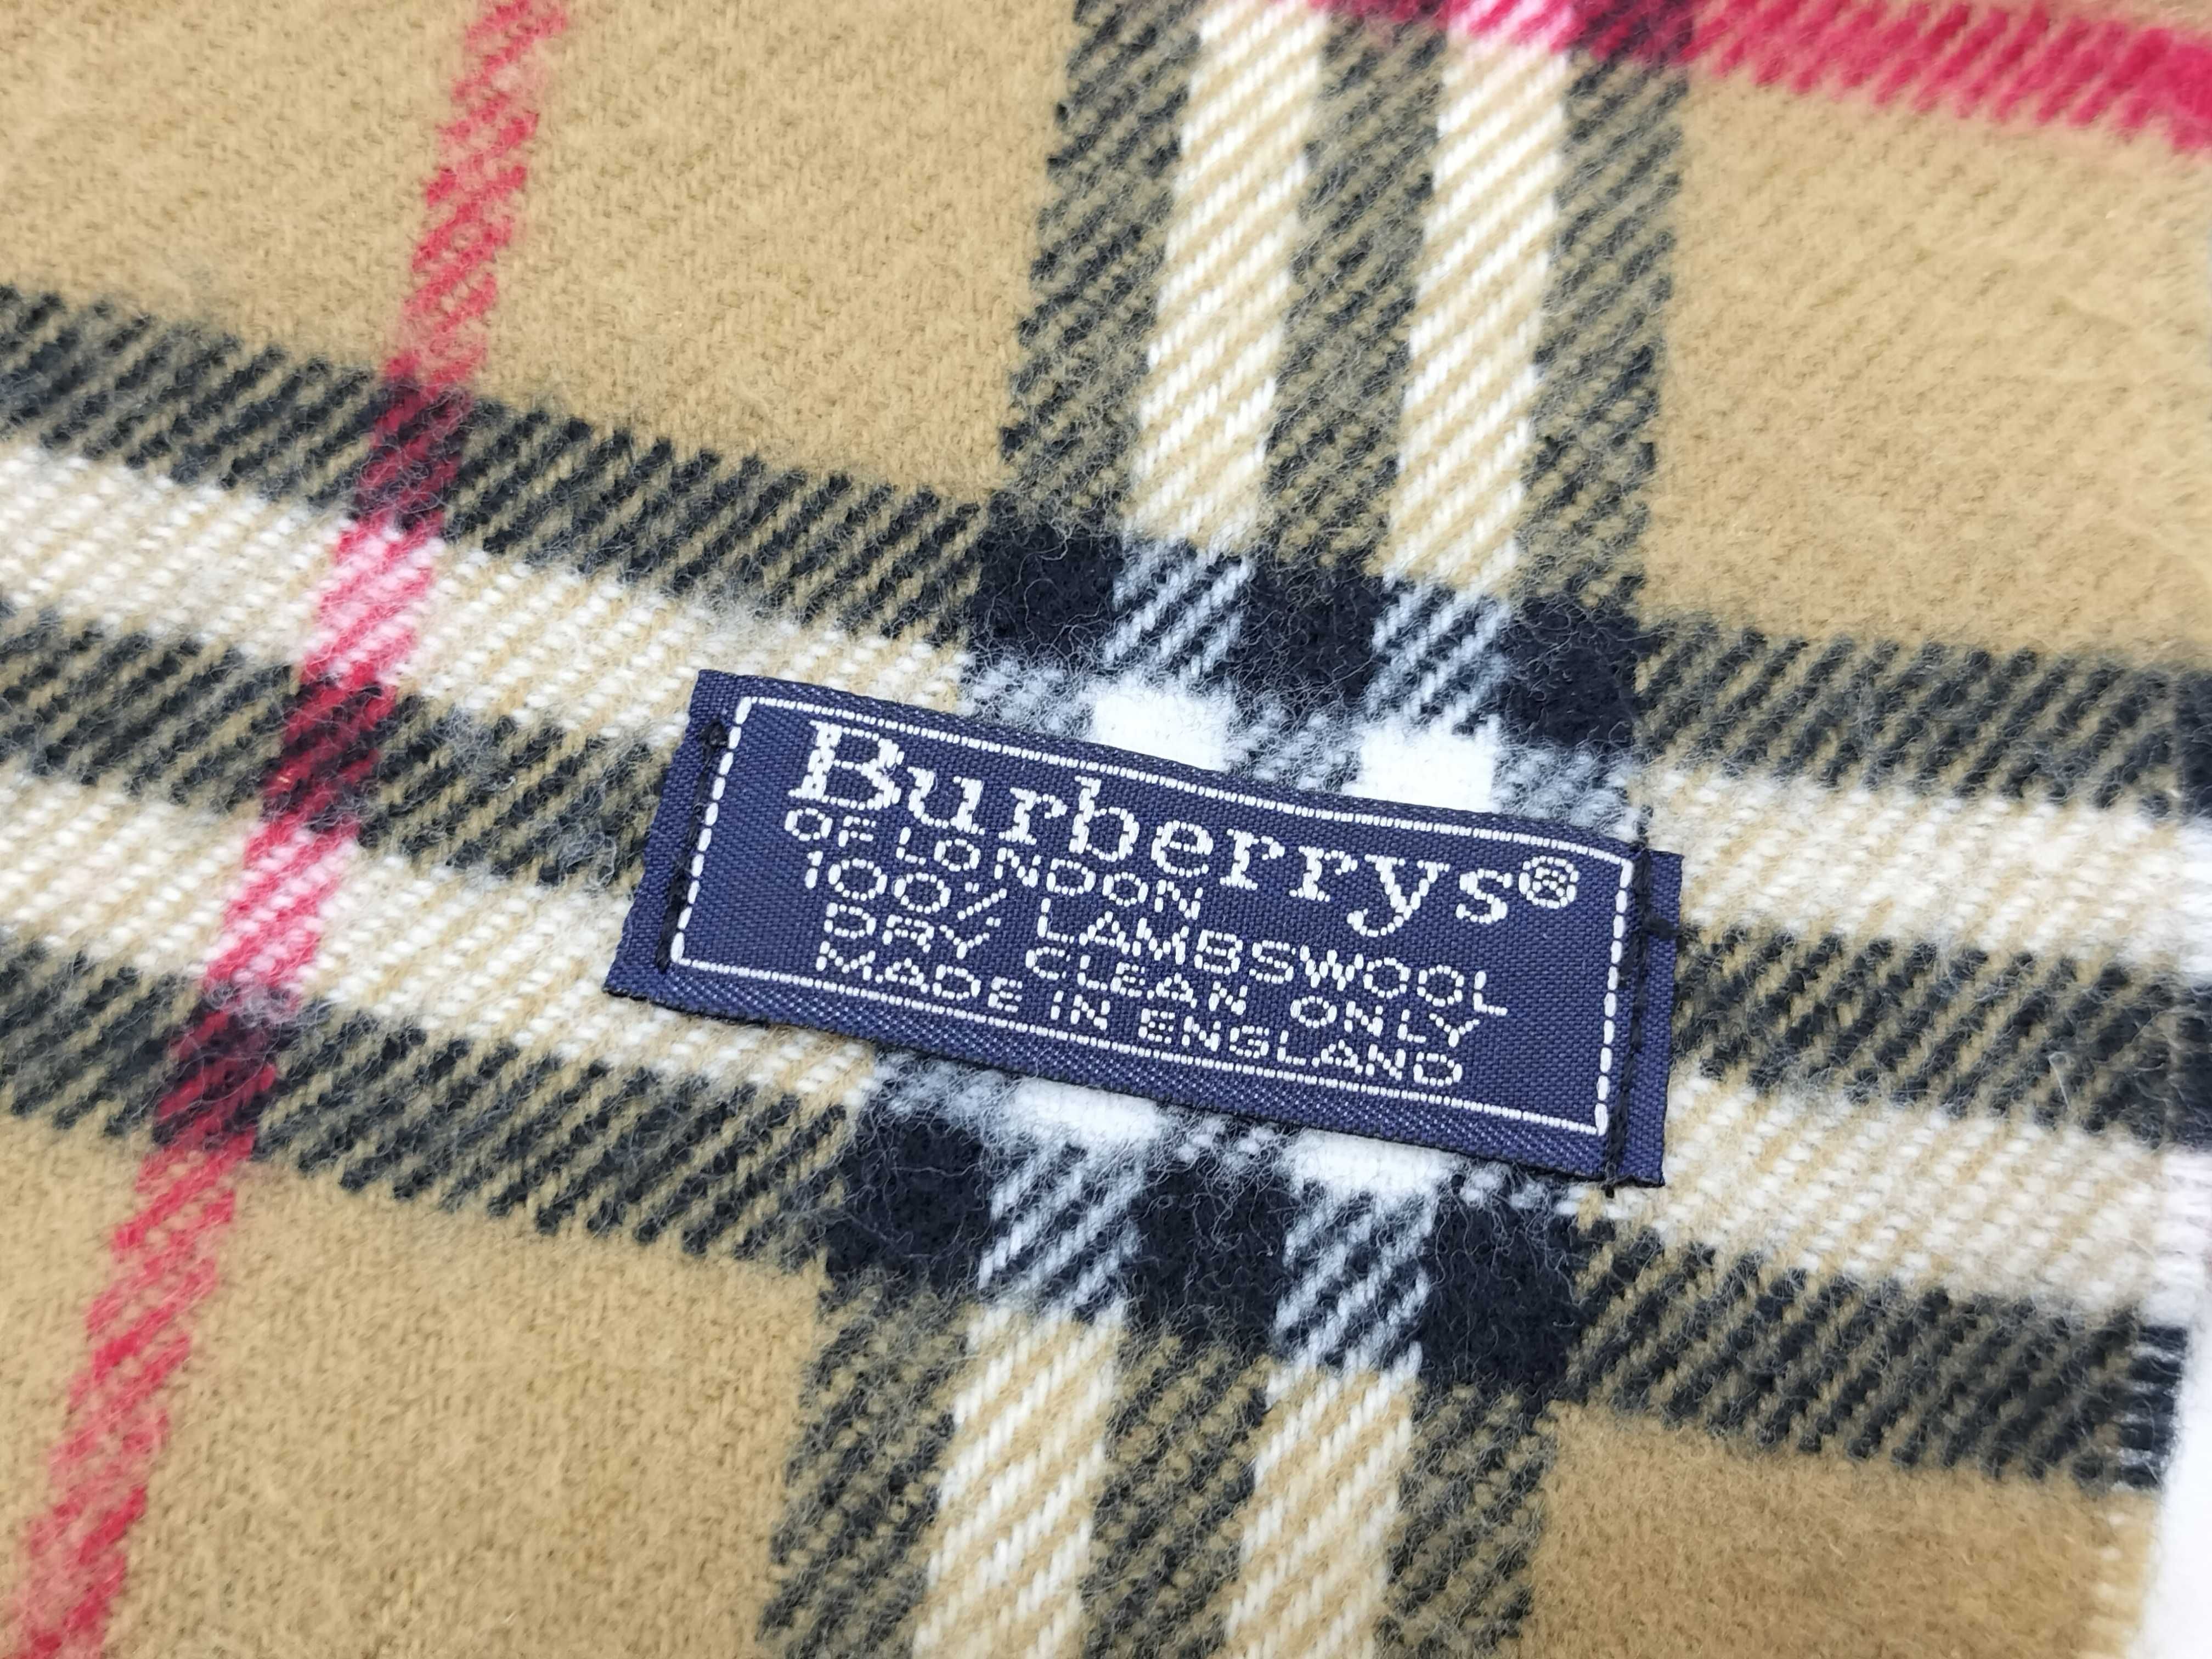 Burberrys®
OF LONDON
100% LAMBSWOOL
DRY CLEAN ONLY
MADE IN ENGLAND